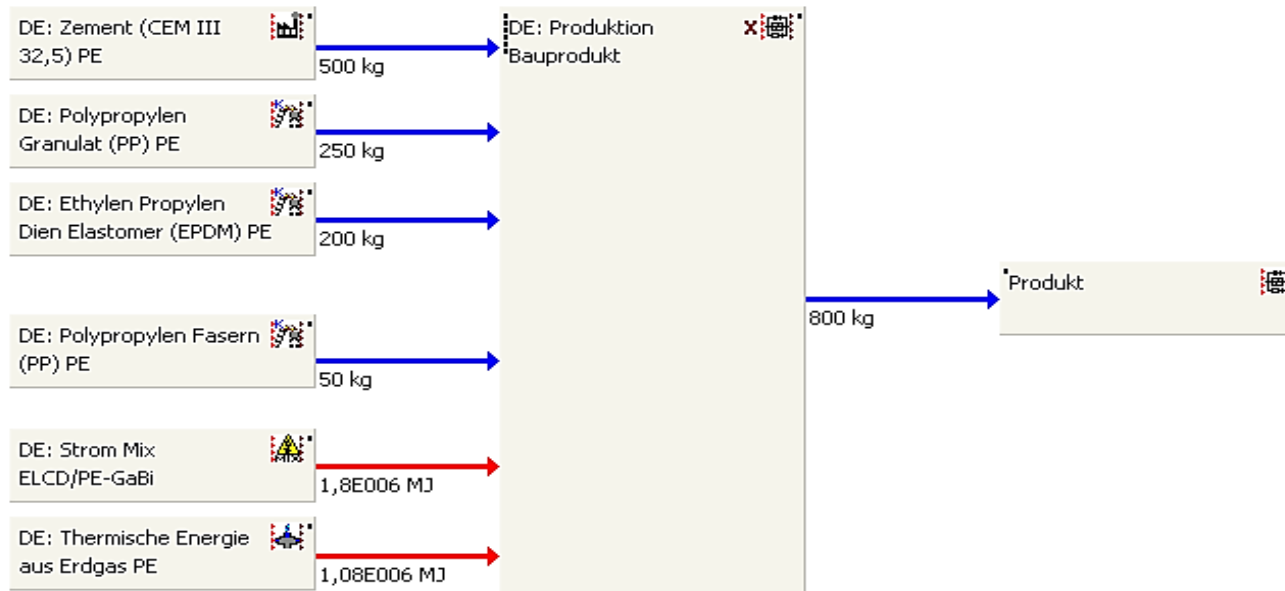 DE: Zement (CEM III
32,5) PE
500 kg
DE: Polypropylen
Granulat (PP) PE
250 kg
DE: Ethylen Propylen
Dien Elastomer (EPDM) PE
200 kg
DE: Polypropylen Fasern
(PP) PE
50 kg
DE: Strom Mix
ELCD/PE-GaBi
MIX
1,8E006 MJ
DE: Thermische Energie
aus Erdgas PE
1,08E006 MJ
DE: Produktion
Bauprodukt
X
800 kg
Produkt